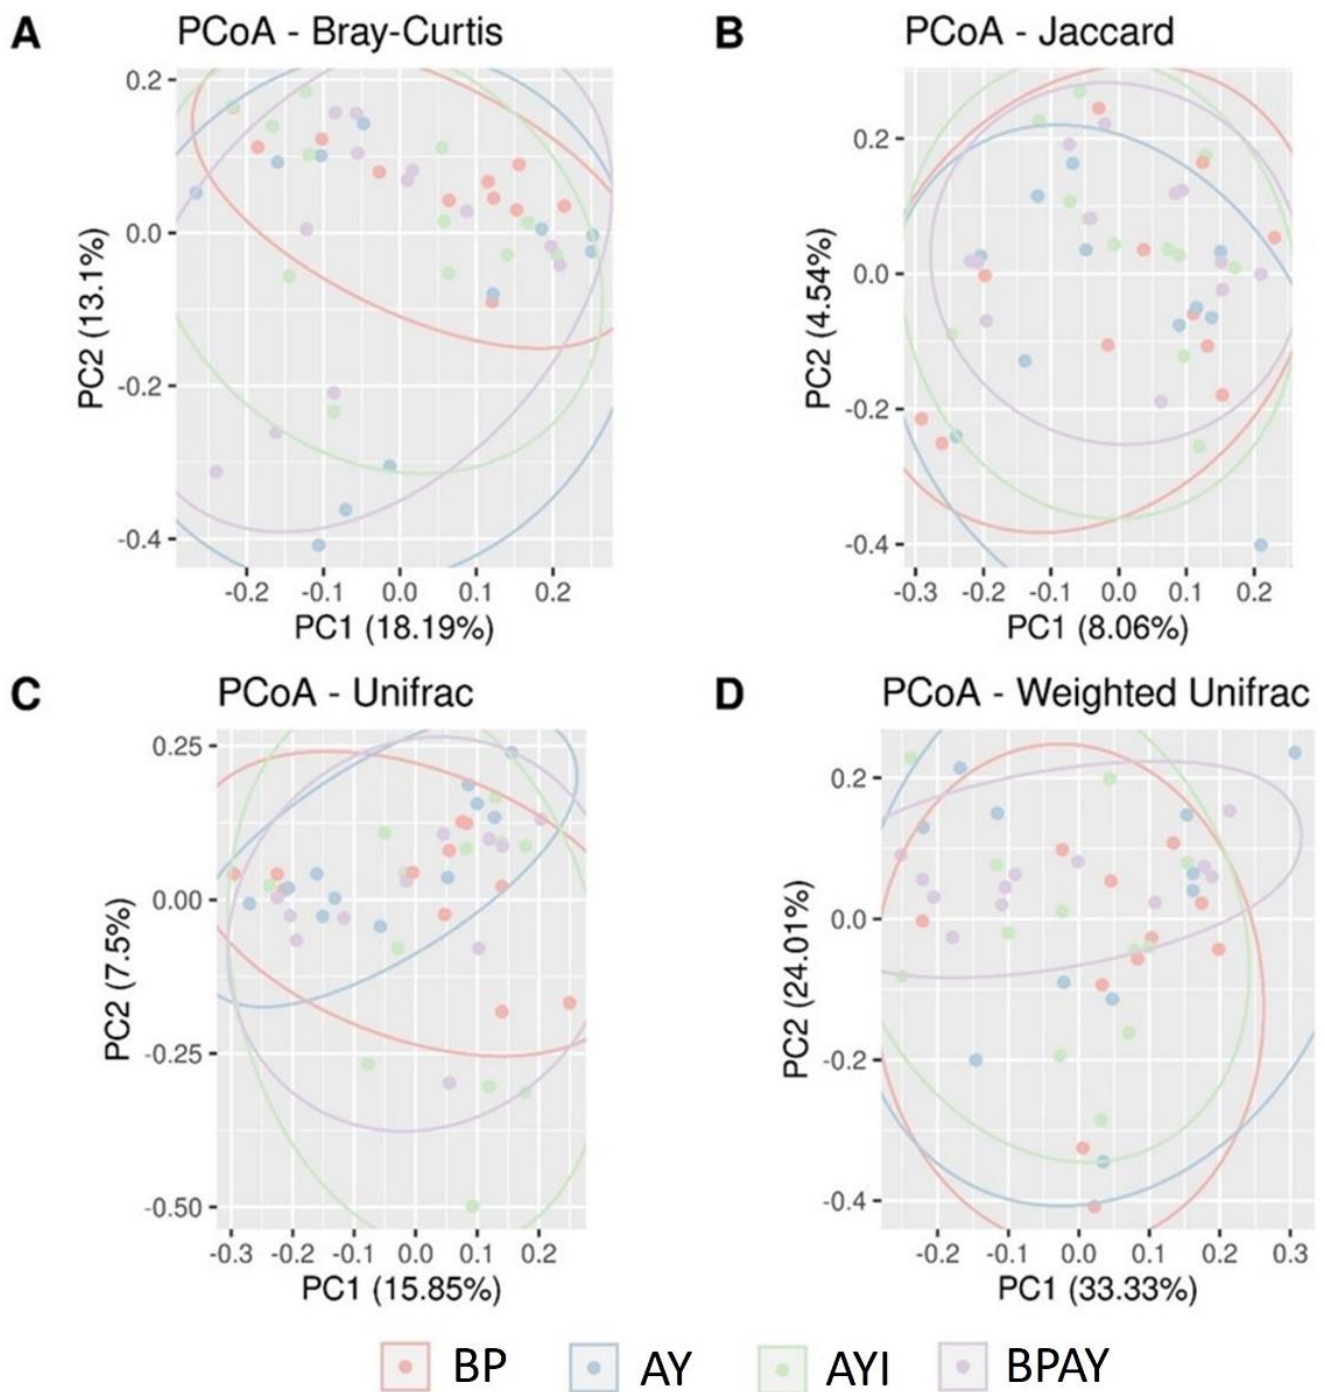 A PCoA - Bray-Curtis
PC2 (13.1%)
0.2
0.0
-0.2
-0.4
-0.2 -0.1 0.0 0.1 0.2
PC1 (18.19%)
B PCoA - Jaccard
PC2 (4.54%)
0.2
0.0
-0.2
-0.4
-0.3 -0.2 -0.1 0.0 0.1 0.2
PC1 (8.06%)
C PCoA - Unifrac
PC2 (7.5%)
0.25
0.00
-0.25
-0.50
-0.3 -0.2 -0.1 0.0 0.1 0.2
PC1 (15.85%)
D PCoA - Weighted Unifrac
PC2 (24.01%)
0.2
0.0
-0.2
-0.4
-0.2 -0.1 0.0 0.1 0.2 0.3
PC1 (33.33%)
BP AY AYI BPAY